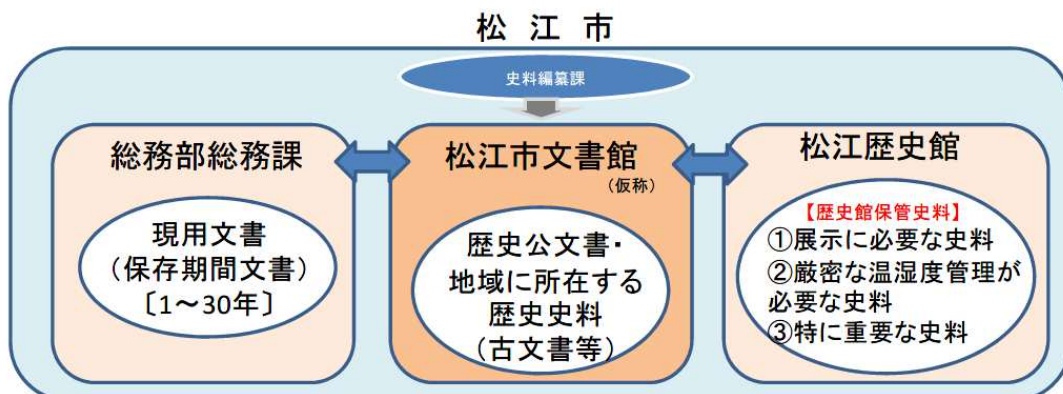 松 江 市
史料編纂課
総務部総務課
現用文書
（保存期間文書）
〔1～30年〕
松江市文書館
（仮称）
歴史公文書・
地域に所在する
歴史史料
（古文書等）
松江歴史館
【歴史館保管史料】
①展示に必要な史料
②厳密な温湿度管理が
必要な史料
③特に重要な史料